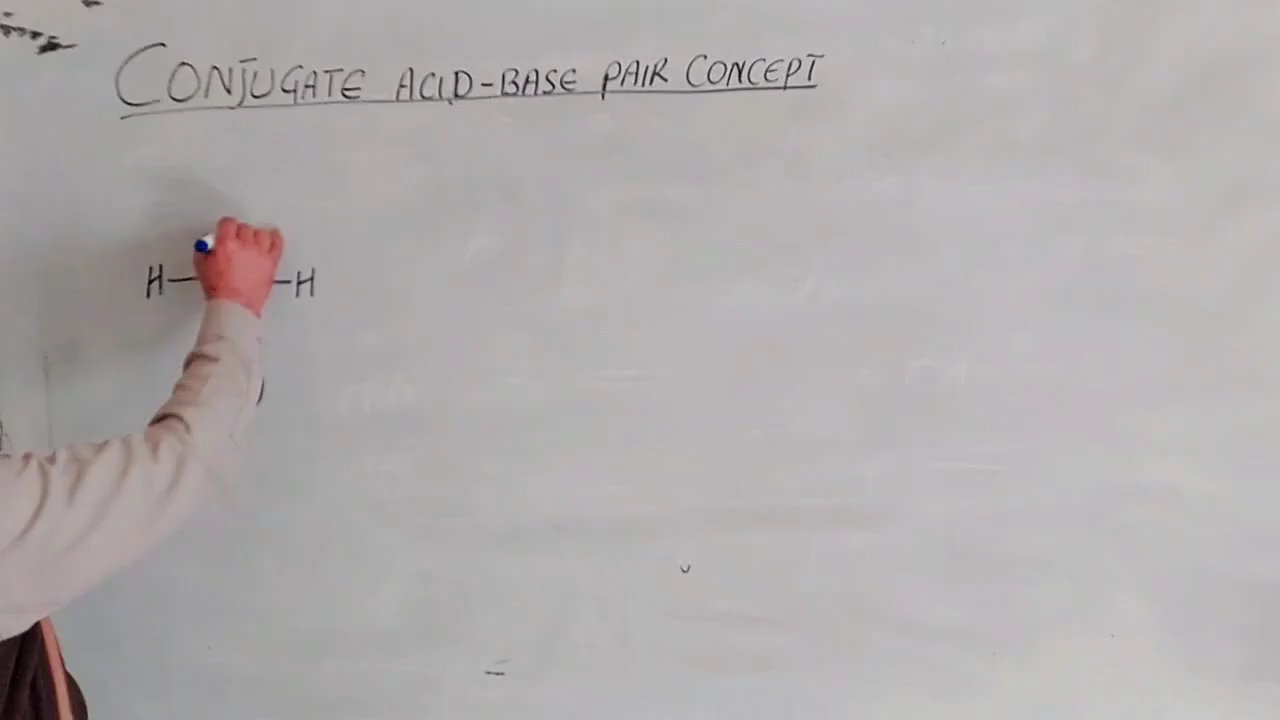 CONJUGATE ACID-BASE PAIR CONCEPT
H— —H